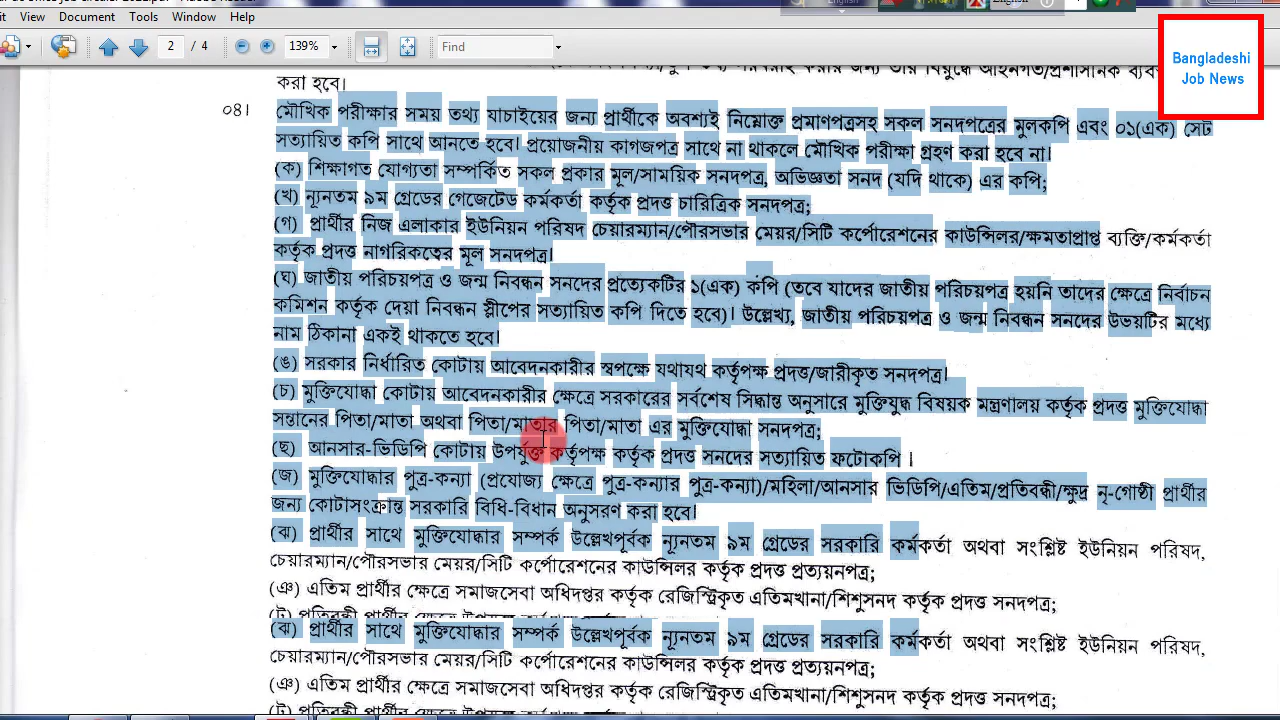 View Document Tools Window Help
English
2 / 4 139% Find
Bangladeshi
Job News
করা হবে।
০৪। মৌখিক পরীক্ষার সময় তথ্য যাচাইয়ের জন্য প্রার্থীকে অবশ্যই নিম্নোক্ত প্রমাণপত্রসহ সকল সনদপত্রের মুলকপি এবং ০১(এক) সেট
সত্যায়িত কপি সাথে আনতে হবে। প্রয়োজনীয় কাগজপত্র সাথে না থাকলে মৌখিক পরীক্ষা গ্রহণ করা হবে না।
(ক) শিক্ষাগত যোগ্যতা সম্পর্কিত সকল প্রকার মূল/সাময়িক সনদপত্র, অভিজ্ঞতা সনদ (যদি থাকে) এর কপি;
(খ) ন্যূনতম ৯ম গ্রেডের গেজেটেড কর্মকর্তা কর্তৃক প্রদত্ত চারিত্রিক সনদপত্র;
(গ) প্রার্থীর নিজ এলাকার ইউনিয়ন পরিষদ চেয়ারম্যান/পৌরসভার মেয়র/সিটি কর্পোরেশনের কাউন্সিলর/ক্ষমতাপ্রাপ্ত ব্যক্তি/কর্মকর্তা
কর্তৃক প্রদত্ত নাগরিকত্বের মূল সনদপত্র।
(ঘ) জাতীয় পরিচয়পত্র ও জন্ম নিবন্ধন সনদের প্রত্যেকটির ১(এক) কপি (তবে যাদের জাতীয় পরিচয়পত্র হয়নি তাদের ক্ষেত্রে নির্বাচন
কমিশন কর্তৃক দেয়া নিবন্ধন স্লীপের সত্যায়িত কপি দিতে হবে)। উল্লেখ্য, জাতীয় পরিচয়পত্র ও জন্ম নিবন্ধন সনদের উভয়টির মধ্যে
নাম ঠিকানা একই থাকতে হবে।
(ঙ) সরকার নির্ধারিত কোটায় আবেদনকারীর স্বপক্ষে যথাযথ কর্তৃপক্ষ প্রদত্ত/জারীকৃত সনদপত্র।
(চ) মুক্তিযোদ্ধা কোটায় আবেদনকারীর ক্ষেত্রে সরকারের সর্বশেষ সিদ্ধান্ত অনুসারে মুক্তিযুদ্ধ বিষয়ক মন্ত্রণালয় কর্তৃক প্রদত্ত মুক্তিযোদ্ধা
সন্তানের পিতা/মাতা অথবা পিতা/মাতার পিতা/মাতা এর মুক্তিযোদ্ধা সনদপত্র;
(ছ) আনসার-ভিডিপি কোটায় উপর্যুক্ত কর্তৃপক্ষ কর্তৃক প্রদত্ত সনদের সত্যায়িত ফটোকপি ।
(জ) মুক্তিযোদ্ধার পুত্র-কন্যা (প্রযোজ্য ক্ষেত্রে পুত্র-কন্যার পুত্র-কন্যা)/মহিলা/আনসার ভিডিপি/এতিম/প্রতিবন্ধী/ক্ষুদ্র নৃ-গোষ্ঠী প্রার্থীর
জন্য কোটাসংক্রান্ত সরকারি বিধি-বিধান অনুসরণ করা হবে।
(ঝ) প্রার্থীর সাথে মুক্তিযোদ্ধার সম্পর্ক উল্লেখপূর্বক ন্যূনতম ৯ম গ্রেডের সরকারি কর্মকর্তা অথবা সংশ্লিষ্ট ইউনিয়ন পরিষদ,
চেয়ারম্যান/পৌরসভার মেয়র/সিটি কর্পোরেশনের কাউন্সিলর কর্তৃক প্রদত্ত প্রত্যয়নপত্র;
(ঞ) এতিম প্রার্থীর ক্ষেত্রে সমাজসেবা অধিদপ্তর কর্তৃক রেজিস্ট্রিকৃত এতিমখানা/শিশুসনদ কর্তৃক প্রদত্ত সনদপত্র;
(ঝ) প্রার্থীর সাথে মুক্তিযোদ্ধার সম্পর্ক উল্লেখপূর্বক ন্যূনতম ৯ম গ্রেডের সরকারি কর্মকর্তা অথবা সংশ্লিষ্ট ইউনিয়ন পরিষদ,
চেয়ারম্যান/পৌরসভার মেয়র/সিটি কর্পোরেশনের কাউন্সিলর কর্তৃক প্রদত্ত প্রত্যয়নপত্র;
(ঞ) এতিম প্রার্থীর ক্ষেত্রে সমাজসেবা অধিদপ্তর কর্তৃক রেজিস্ট্রিকৃত এতিমখানা/শিশুসনদ কর্তৃক প্রদত্ত সনদপত্র;